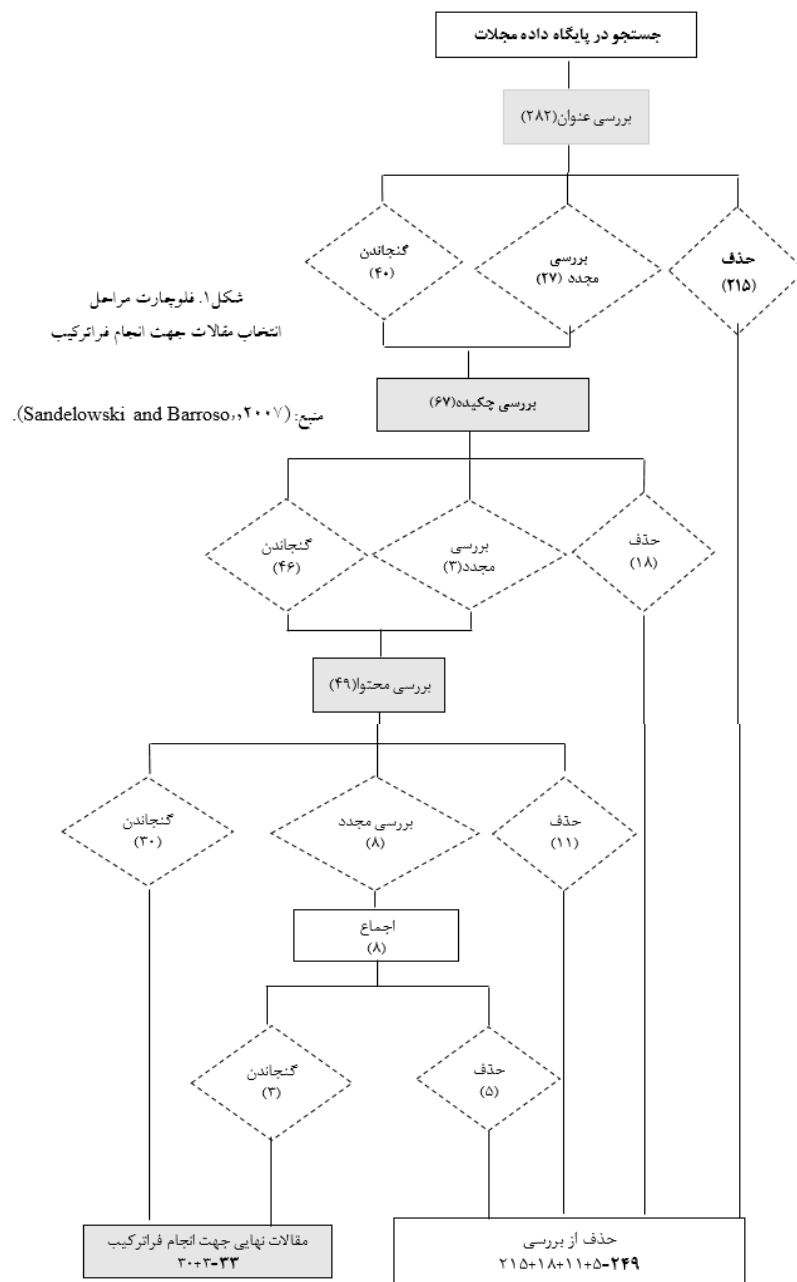 جستجو در پایگاه داده مجلات
بررسی عنوان(۲۸۲)
حذف
(۲۱۵)
بررسی
مجدد (۲۷)
گنجاندن
(۴۰)
شکل۱. فلوچارت مراحل
انتخاب مقالات جهت انجام فراترکیب
منبع: (Sandelowski and Barroso,,۲۰۰۷).
بررسی چکیده(۶۷)
حذف
(۱۸)
بررسی
مجدد(۳)
گنجاندن
(۴۶)
بررسی محتوا(۴۹)
حذف
(۱۱)
بررسی مجدد
(۸)
گنجاندن
(۳۰)
اجماع
(۸)
حذف
(۵)
گنجاندن
(۳)
حذف از بررسی
۲۱۵+۱۸+۱۱+۵-۲۴۹
مقالات نهایی جهت انجام فراترکیب
۳۰+۳-۳۳